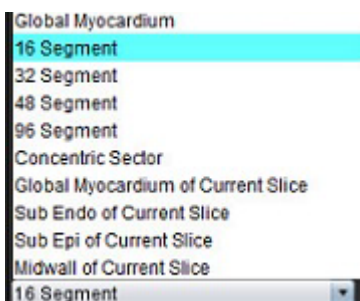 Global Myocardium
16 Segment
32 Segment
48 Segment
96 Segment
Concentric Sector
Global Myocardium of Current Slice
Sub Endo of Current Slice
Sub Epi of Current Slice
Midwall of Current Slice
16 Segment